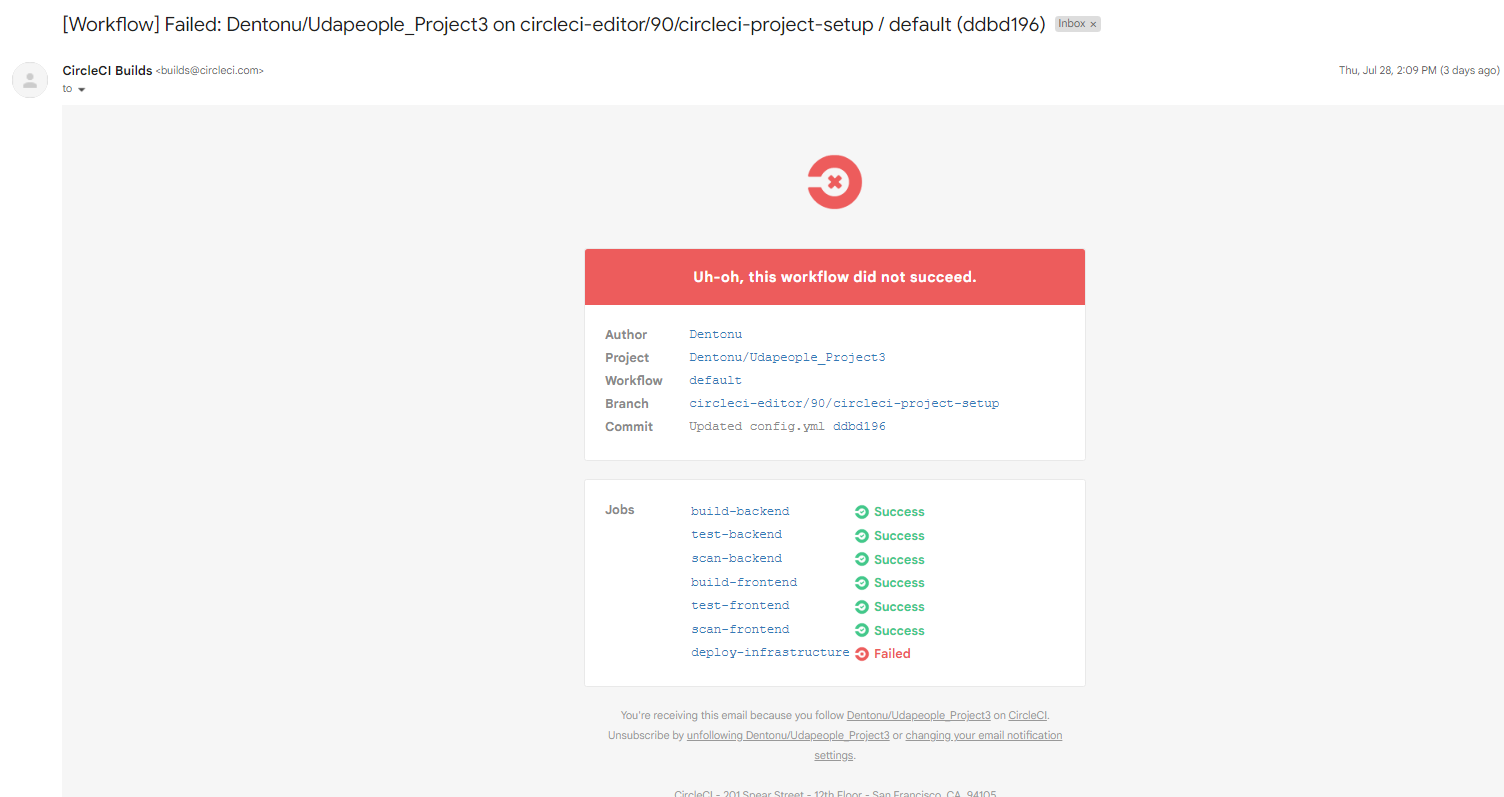 [Workflow] Failed: Dentonu/Udapeople_Project3 on circleci-editor/90/circleci-project-setup / default (ddbd196) Inbox ×
CircleCI Builds <builds@circleci.com> Thu, Jul 28, 2:09 PM (3 days ago)
to
Uh-oh, this workflow did not succeed.
Author Dentonu
Project Dentonu/Udapeople_Project3
Workflow default
Branch circleci-editor/90/circleci-project-setup
Commit Updated config.yml ddbd196
Jobs build-backend Success
test-backend Success
scan-backend Success
build-frontend Success
test-frontend Success
scan-frontend Success
deploy-infrastructure Failed
You're receiving this email because you follow Dentonu/Udapeople_Project3 on CircleCI.
Unsubscribe by unfollowing Dentonu/Udapeople_Project3 or changing your email notification
settings.
CircleCI - 201 Spear Street - 12th Floor - San Francisco, CA, 94105